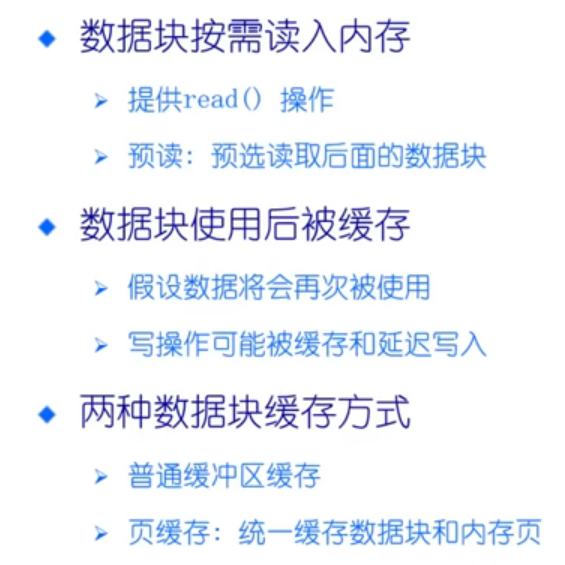 数据块按需读入内存
提供read() 操作
预读: 预选读取后面的数据块
数据块使用后被缓存
假设数据将会再次被使用
写操作可能被缓存和延迟写入
两种数据块缓存方式
普通缓冲区缓存
页缓存: 统一缓存数据块和内存页